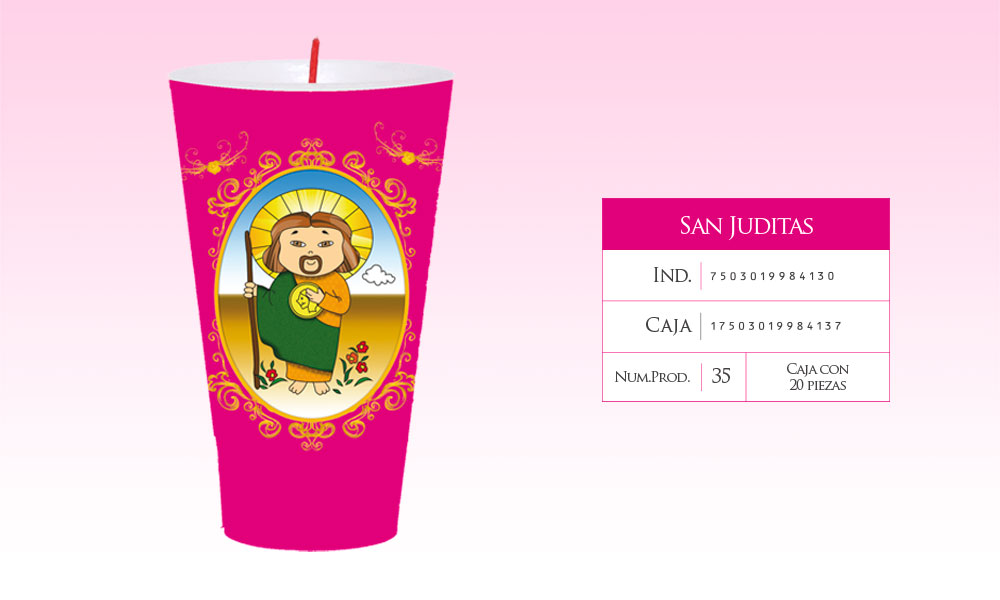 San Juditas
Ind. 7503019984130
Caja 17503019984137
Num.Prod. 35
Caja con
20 piezas